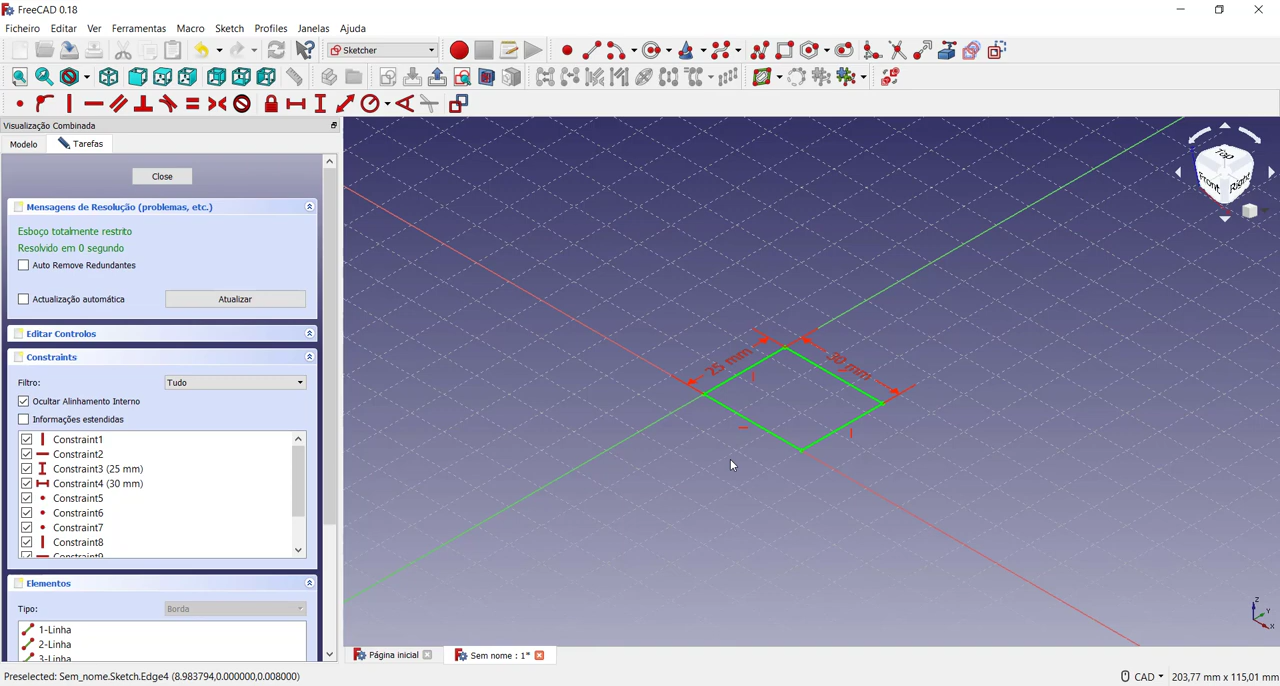 FreeCAD 0.18
Ficheiro Editar Ver Ferramentas Macro Sketch Profiles Janelas Ajuda
Sketcher
Visualização Combinada
Modelo Tarefas
Close
Mensagens de Resolução (problemas, etc.)
Esboço totalmente restrito
Resolvido em 0 segundo
Auto Remove Redundantes
Actualização automática Atualizar
Editar Controlos
Constraints
Filtro: Tudo
Ocultar Alinhamento Interno
Informações estendidas
Constraint1
Constraint2
Constraint3 (25 mm)
Constraint4 (30 mm)
Constraint5
Constraint6
Constraint7
Constraint8
Constraint9
Elementos
Tipo: Borda
1-Linha
2-Linha
3-Linha
25 mm
30 mm
Top
Front
Right
Z
Y
X
Página inicial Sem nome : 1*
Preselected: Sem_nome.Sketch.Edge4 (8.983794,0.000000,0.008000) CAD 203,77 mm x 115,01 mm